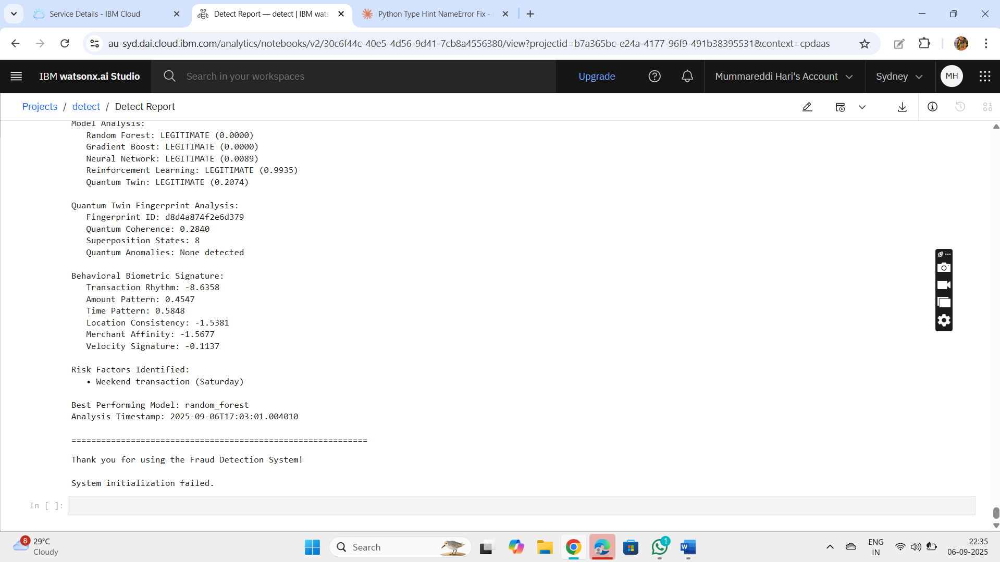 Service Details - IBM Cloud
Detect Report — detect | IBM wats
Python Type Hint NameError Fix -
au-syd.dai.cloud.ibm.com/analytics/notebooks/v2/30c6f44c-40e5-4d56-9d41-7cb8a4556380/view?projectid=b7a365bc-e24a-4177-96f9-491b38395531&context=cpdaas
IBM watsonx.ai Studio
Search in your workspaces
Upgrade
Mummareddi Hari's Account
Sydney
MH
Projects / detect / Detect Report
Model Analysis:
Random Forest: LEGITIMATE (0.0000)
Gradient Boost: LEGITIMATE (0.0000)
Neural Network: LEGITIMATE (0.0089)
Reinforcement Learning: LEGITIMATE (0.9935)
Quantum Twin: LEGITIMATE (0.2074)
Quantum Twin Fingerprint Analysis:
Fingerprint ID: d8d4a874f2e6d379
Quantum Coherence: 0.2840
Superposition States: 8
Quantum Anomalies: None detected
Behavioral Biometric Signature:
Transaction Rhythm: -8.6358
Amount Pattern: 0.4547
Time Pattern: 0.5848
Location Consistency: -1.5381
Merchant Affinity: -1.5677
Velocity Signature: -0.1137
Risk Factors Identified:
• Weekend transaction (Saturday)
Best Performing Model: random_forest
Analysis Timestamp: 2025-09-06T17:03:01.004010
============================================================
Thank you for using the Fraud Detection System!
System initialization failed.
In [ ]:
8
29°C
Cloudy
Search
1
ENG
IN
22:35
06-09-2025